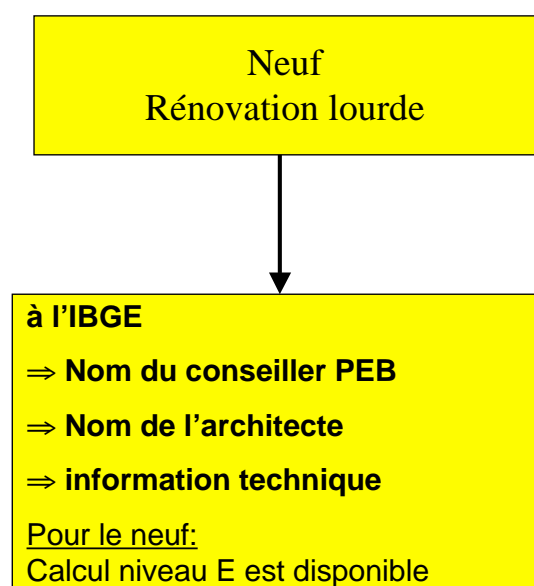 Neuf
Rénovation lourde
à l'IBGE
⇒ Nom du conseiller PEB
⇒ Nom de l'architecte
⇒ information technique
Pour le neuf:
Calcul niveau E est disponible